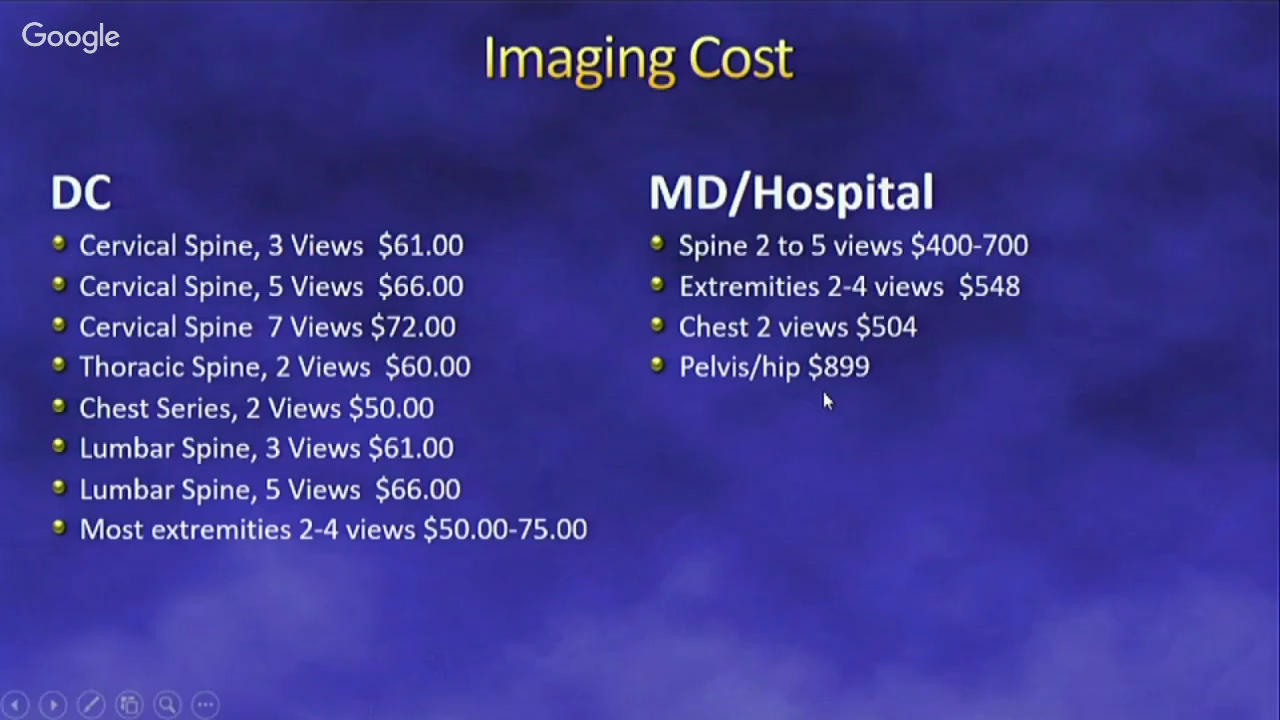 Google
Imaging Cost
DC
Cervical Spine, 3 Views $61.00
Cervical Spine, 5 Views $66.00
Cervical Spine 7 Views $72.00
Thoracic Spine, 2 Views $60.00
Chest Series, 2 Views $50.00
Lumbar Spine, 3 Views $61.00
Lumbar Spine, 5 Views $66.00
Most extremities 2-4 views $50.00-75.00
MD/Hospital
Spine 2 to 5 views $400-700
Extremities 2-4 views $548
Chest 2 views $504
Pelvis/hip $899